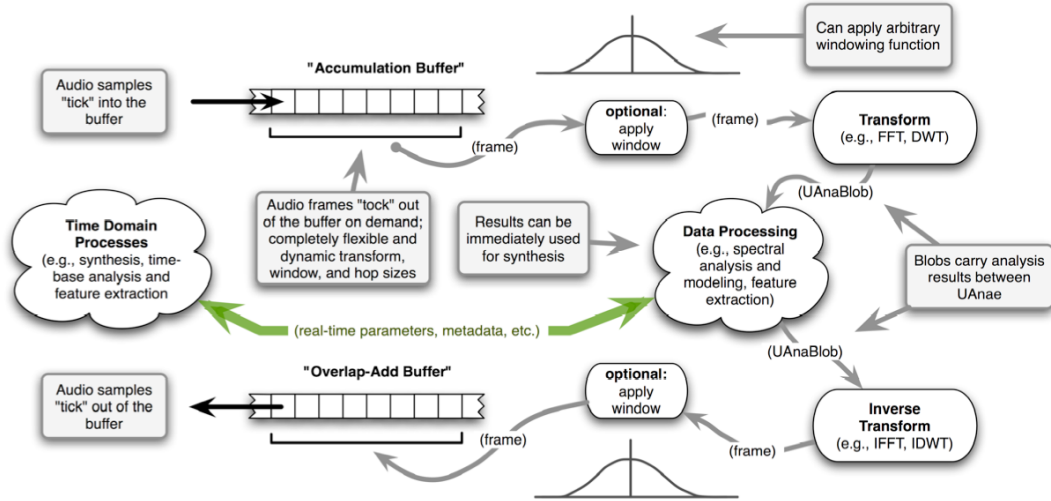 Can apply arbitrary
windowing function
"Accumulation Buffer"
Audio samples
"tick" into the
buffer
optional:
apply
window
(frame)
(frame)
Transform
(e.g., FFT, DWT)
(UAnaBlob)
Time Domain
Processes
(e.g., synthesis, time-
base analysis and
feature extraction
Audio frames "tock" out
of the buffer on demand;
completely flexible and
dynamic transform,
window, and hop sizes
Results can be
immediately used
for synthesis
Data Processing
(e.g., spectral
analysis and
modeling, feature
extraction)
Blobs carry analysis
results between
UAnae
(real-time parameters, metadata, etc.)
(UAnaBlob)
"Overlap-Add Buffer"
Audio samples
"tick" out of the
buffer
optional:
apply
window
(frame)
(frame)
Inverse
Transform
(e.g., IFFT, IDWT)